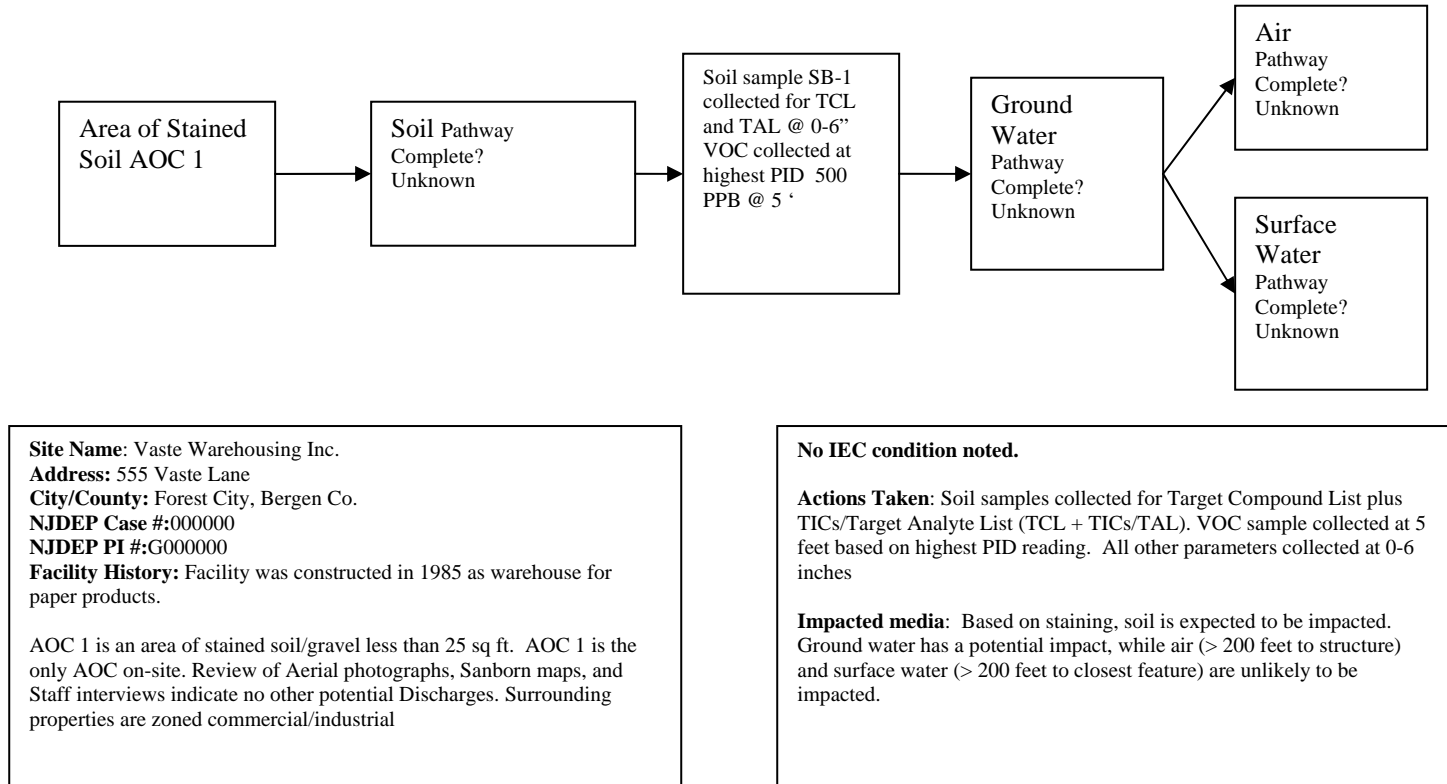 Area of Stained
Soil AOC 1
Soil Pathway
Complete?
Unknown
Soil sample SB-1
collected for TCL
and TAL @ 0-6”
VOC collected at
highest PID 500
PPB @ 5 ‘
Ground
Water
Pathway
Complete?
Unknown
Air
Pathway
Complete?
Unknown
Surface
Water
Pathway
Complete?
Unknown
Site Name: Vaste Warehousing Inc.
Address: 555 Vaste Lane
City/County: Forest City, Bergen Co.
NJDEP Case #:000000
NJDEP PI #:G000000
Facility History: Facility was constructed in 1985 as warehouse for
paper products.
AOC 1 is an area of stained soil/gravel less than 25 sq ft. AOC 1 is the
only AOC on-site. Review of Aerial photographs, Sanborn maps, and
Staff interviews indicate no other potential Discharges. Surrounding
properties are zoned commercial/industrial
No IEC condition noted.
Actions Taken: Soil samples collected for Target Compound List plus
TICs/Target Analyte List (TCL + TICs/TAL). VOC sample collected at 5
feet based on highest PID reading. All other parameters collected at 0-6
inches
Impacted media: Based on staining, soil is expected to be impacted.
Ground water has a potential impact, while air (> 200 feet to structure)
and surface water (> 200 feet to closest feature) are unlikely to be
impacted.